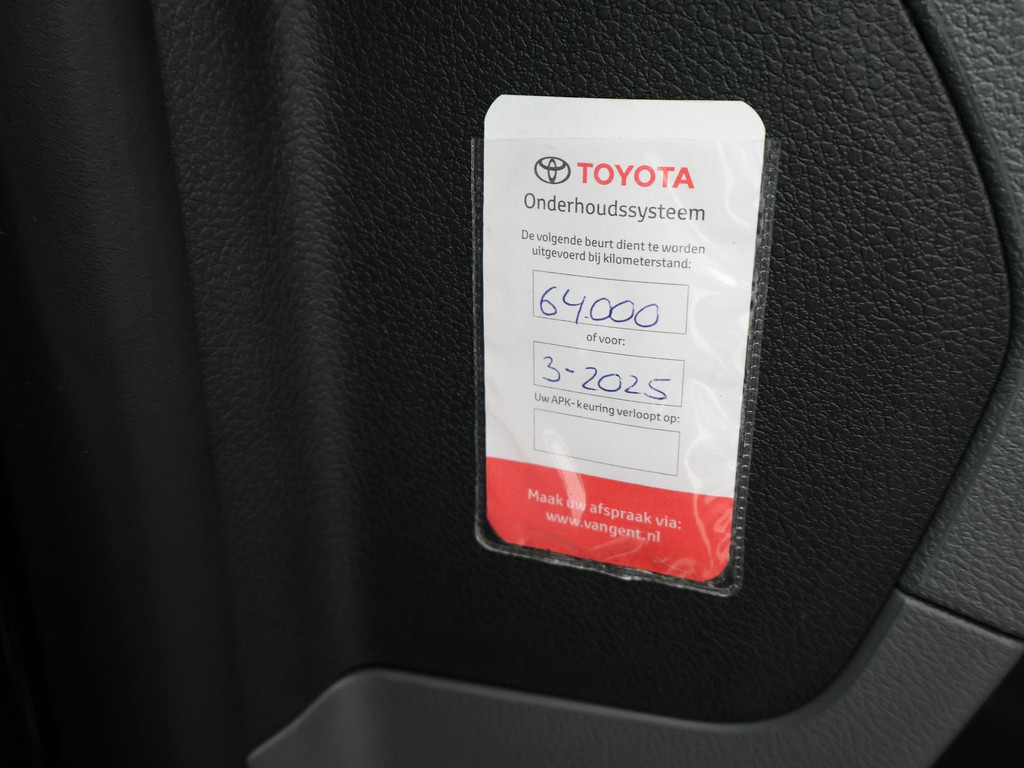 TOYOTA
Onderhoudssysteem
De volgende beurt dient te worden
uitgevoerd bij kilometerstand:
64.000
of voor:
3-2025
Uw APK-keuring verloopt op:
Maak uw afspraak via:
www.vangent.nl